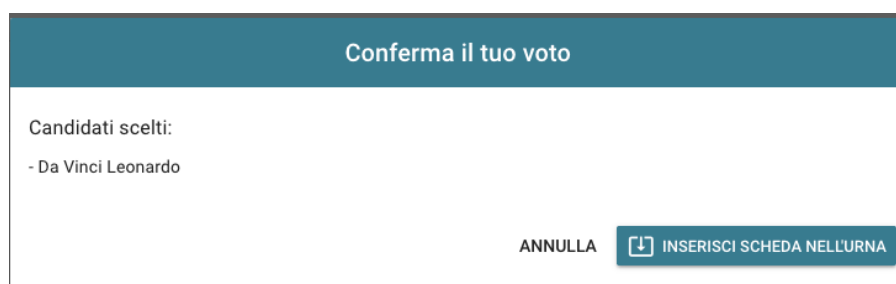 Conferma il tuo voto
Candidati scelti:
- Da Vinci Leonardo
ANNULLA INSERISCI SCHEDA NELL'URNA